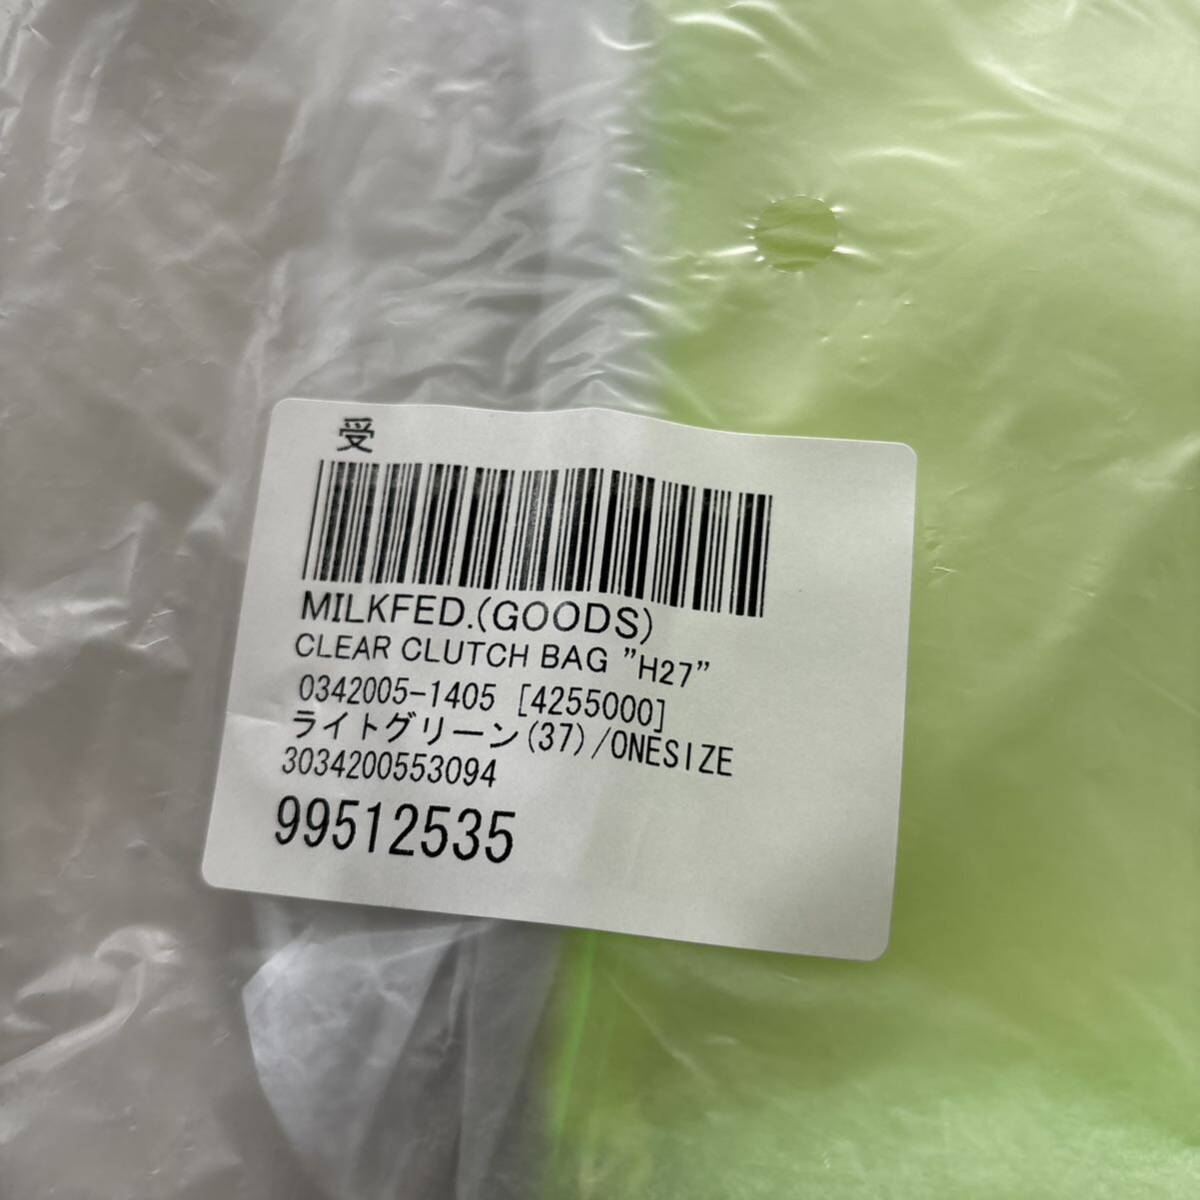 受
MILKFED.(GOODS)
CLEAR CLUTCH BAG ”H27”
0342005-1405 [4255000]
ライトグリーン(37)/ONESIZE
3034200553094
99512535